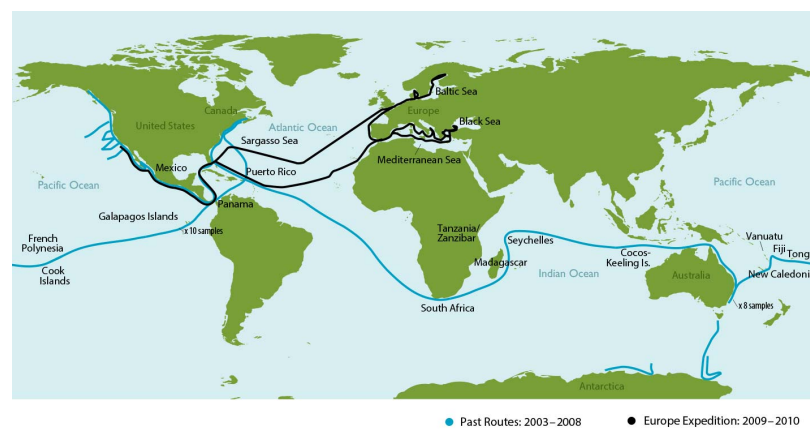 Baltic Sea
Canada
Europe
United States
Atlantic Ocean
Black Sea
Sargasso Sea
Mediterranean Sea
Mexico
Puerto Rico
Pacific Ocean
Pacific Ocean
Panama
Galapagos Islands
x 10 samples
Tanzania/
Zanzibar
Seychelles
Vanuatu
Fiji
Tong
French
Polynesia
Cook
Islands
Madagascar
Indian Ocean
Cocos-
Keeling Is.
Australia
New Caledoni
South Africa
x 8 samples
Antarctica
Past Routes: 2003–2008
Europe Expedition: 2009–2010